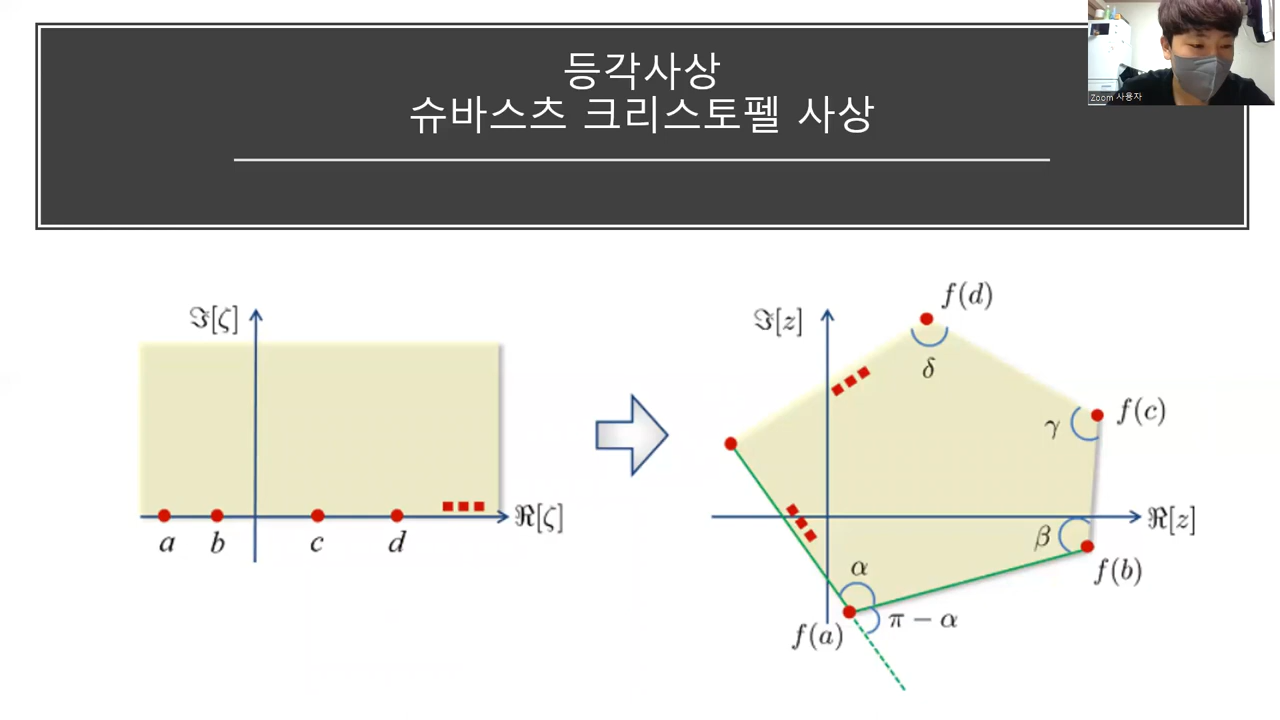 등각사상
슈바스츠 크리스토펠 사상
Zoom 사용자
ℑ[ζ]
ℜ[ζ]
a
b
c
d
ℑ[z]
f(d)
δ
f(c)
γ
ℜ[z]
β
f(b)
α
π − α
f(a)